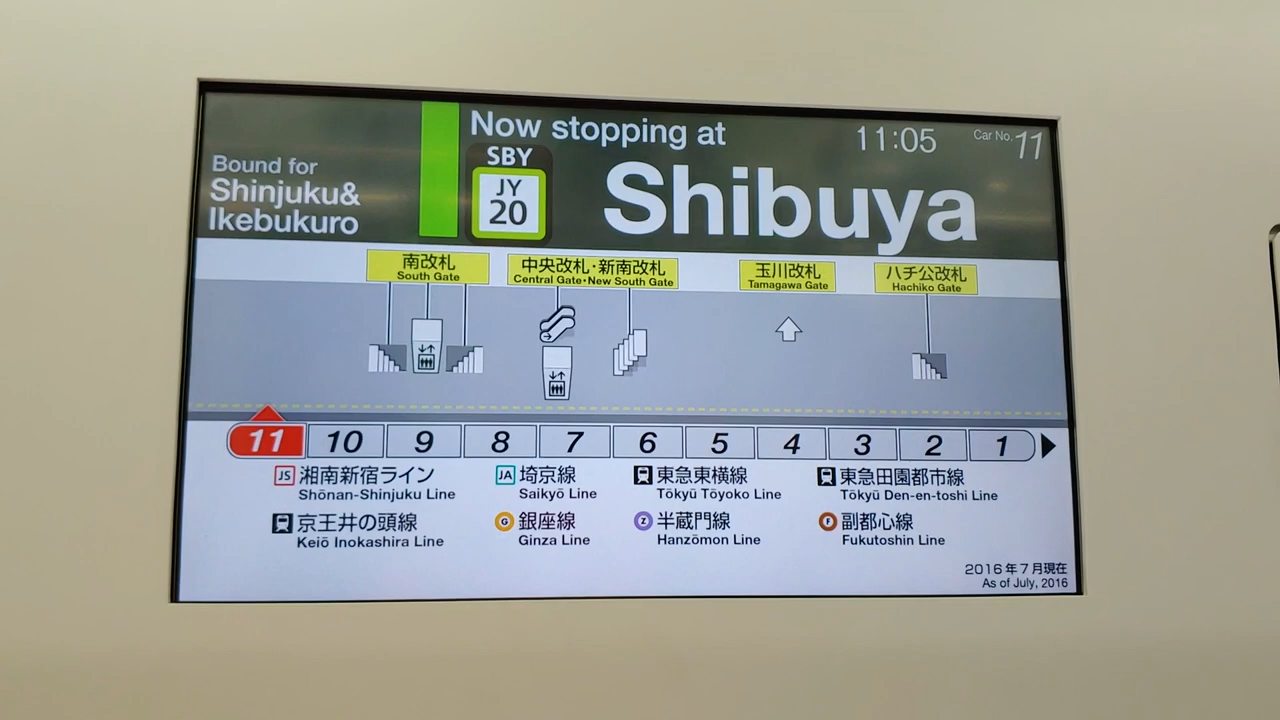 Now stopping at
11:05
Car No. 11
Bound for
Shinjuku&
Ikebukuro
SBY
JY
20
Shibuya
南改札
South Gate
中央改札・新南改札
Central Gate・New South Gate
玉川改札
Tamagawa Gate
ハチ公改札
Hachiko Gate
11 10 9 8 7 6 5 4 3 2 1
JS 湘南新宿ライン
Shōnan-Shinjuku Line
JA 埼京線
Saikyō Line
東急東横線
Tōkyū Tōyoko Line
東急田園都市線
Tōkyū Den-en-toshi Line
京王井の頭線
Keiō Inokashira Line
G 銀座線
Ginza Line
Z 半蔵門線
Hanzōmon Line
F 副都心線
Fukutoshin Line
2016年7月現在
As of July, 2016